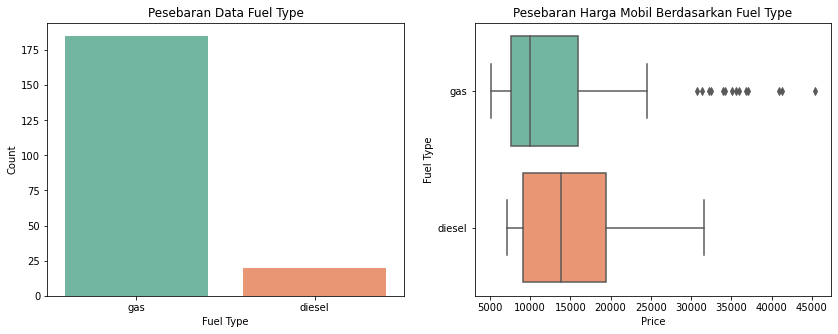 Pesebaran Data Fuel Type
175
150
125
100
75
50
25
0
Count
gas
diesel
Fuel Type
Pesebaran Harga Mobil Berdasarkan Fuel Type
gas
diesel
Fuel Type
5000 10000 15000 20000 25000 30000 35000 40000 45000
Price